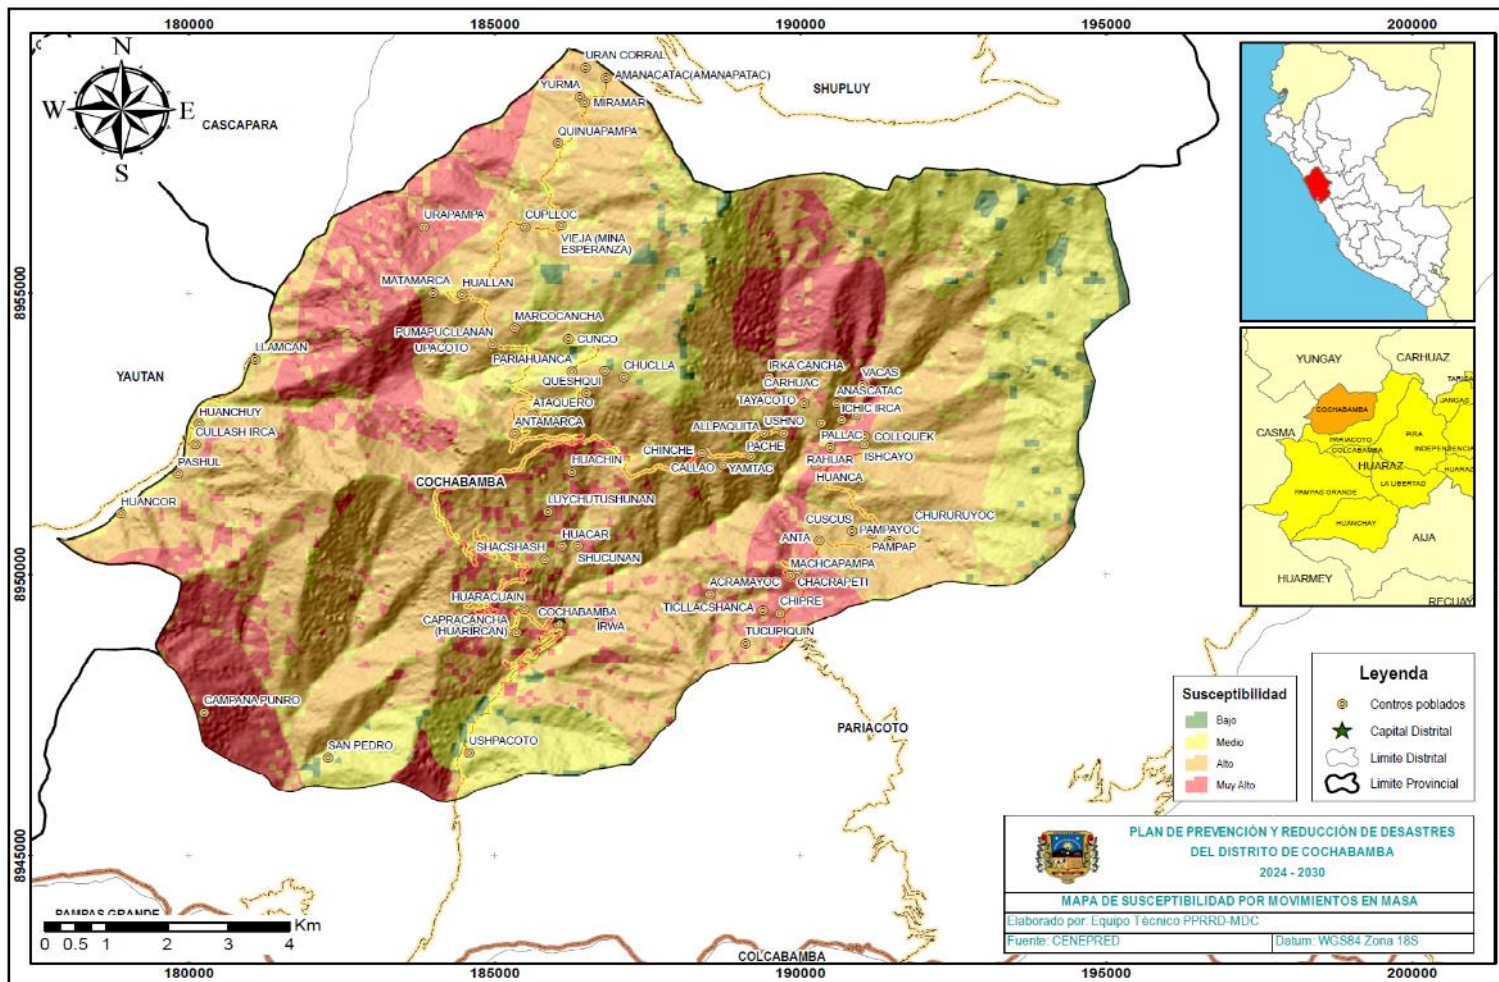 180000
185000
190000
195000
200000
8955000
8950000
8945000
N
W
E
S
CASCAPARA
SHUPLUY
YAUTAN
PARIACOTO
PAMPAS GRANDE
COLCABAMBA
COCHABAMBA
URAN CORRAL
AMANACATAC(AMANAPATAC)
YURMA
MIRAMAR
QUINUAPAMPA
URAPAMPA
CUPLLOC
VIEJA (MINA
ESPERANZA)
MATAMARCA
HUALLAN
MARCOCANCHA
PUMAPUCLLANAN
UPACOTO
CUNCO
LLAMCAN
PARIAHUANCA
CHUCLLA
IRKA CANCHA
VACAS
QUESHQUI
CARHUAC
ANASCATAC
ATAQUERO
TAYACOTO
ICHIC IRCA
HUANCHUY
ANTAMARCA
ALLPAQUITA
USHNO
PALLAC
COLLQUEK
CULLASH IRCA
CHINCHE
PACHE
ISHCAYO
PASHUL
HUACHIN
CALLAO
YAMTAC
RAHUAR
HUANCA
HUANCOR
LUYCHUTUSHUNAN
CUSCUS
CHURURUYOC
PAMPAYOC
SHACSHASH
HUACAR
ANTA
PAMPAP
SHUCUNAN
MACHCAPAMPA
ACRAMAYOC
CHACRAPETI
HUARACUAIN
TICLLACSHANCA
CHIPRE
COCHABAMBA
CAPRACANCHA
(HUARIRCAN)
IRWA
TUCUPIQUIN
CAMPANA PUNRO
SAN PEDRO
USHPACOTO
YUNGAY
CARHUAZ
COCHABAMBA
JANGAS
CASMA
PARIACOTO
PIRA
COLCABAMBA
INDEPENDENCIA
HUARAZ
HUARAZ
LA LIBERTAD
PAMPAS GRANDE
HUANCHAY
AIJA
HUARMEY
RECUAY
Susceptibilidad
Bajo
Medio
Alto
Muy Alto
Leyenda
Centros poblados
Capital Distrital
Limite Distrital
Limite Provincial
PLAN DE PREVENCIÓN Y REDUCCIÓN DE DESASTRES
DEL DISTRITO DE COCHABAMBA
2024 - 2030
MAPA DE SUSCEPTIBILIDAD POR MOVIMIENTOS EN MASA
Elaborado por: Equipo Técnico PPRRD-MDC
Fuente: CENEPRED
Datum: WGS84 Zona 18S
Km
0 0.5 1 2 3 4
180000
185000
190000
195000
200000